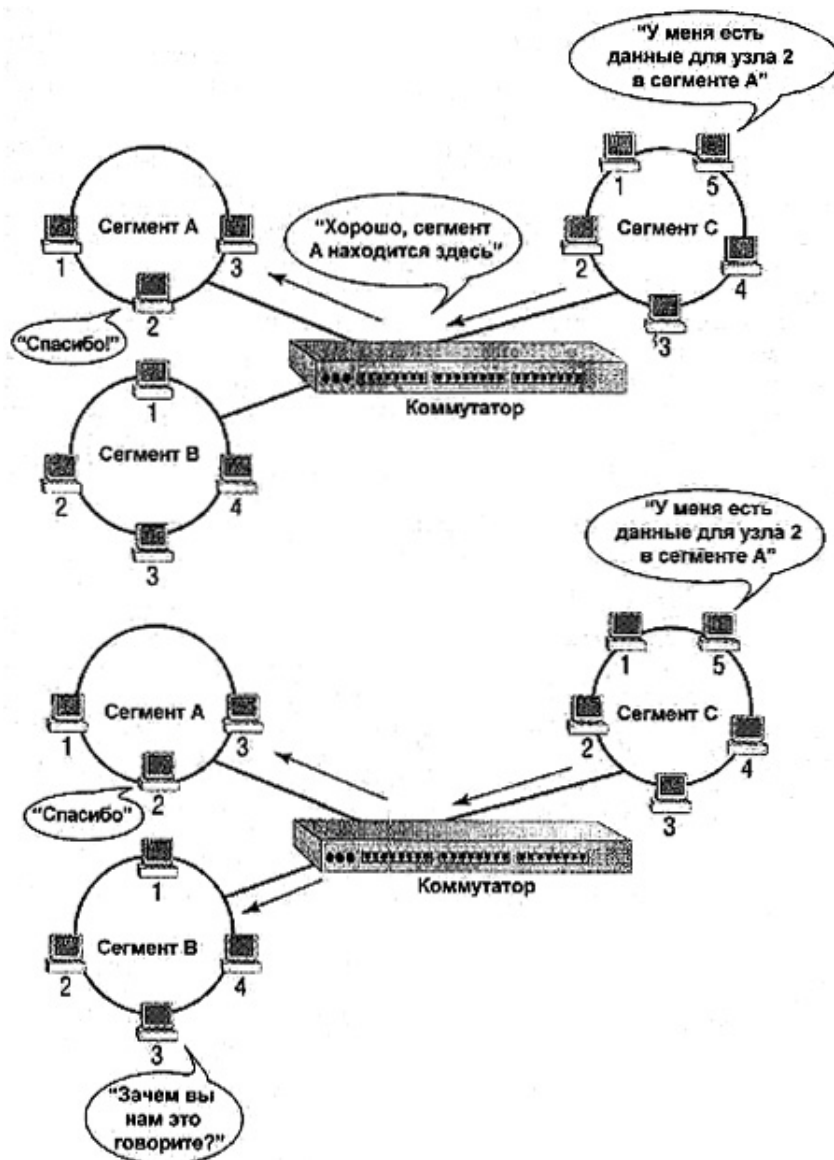 “У меня есть
данные для узла 2
в сегменте А”
1
5
Сегмент А
1
3
2
“Хорошо, сегмент
А находится здесь”
Сегмент С
2
4
3
“Спасибо!”
Коммутатор
1
Сегмент В
2
4
3
“У меня есть
данные для узла 2
в сегменте А”
1
5
Сегмент А
1
3
2
Сегмент С
2
4
3
“Спасибо”
Коммутатор
1
Сегмент В
2
4
3
“Зачем вы
нам это
говорите?”